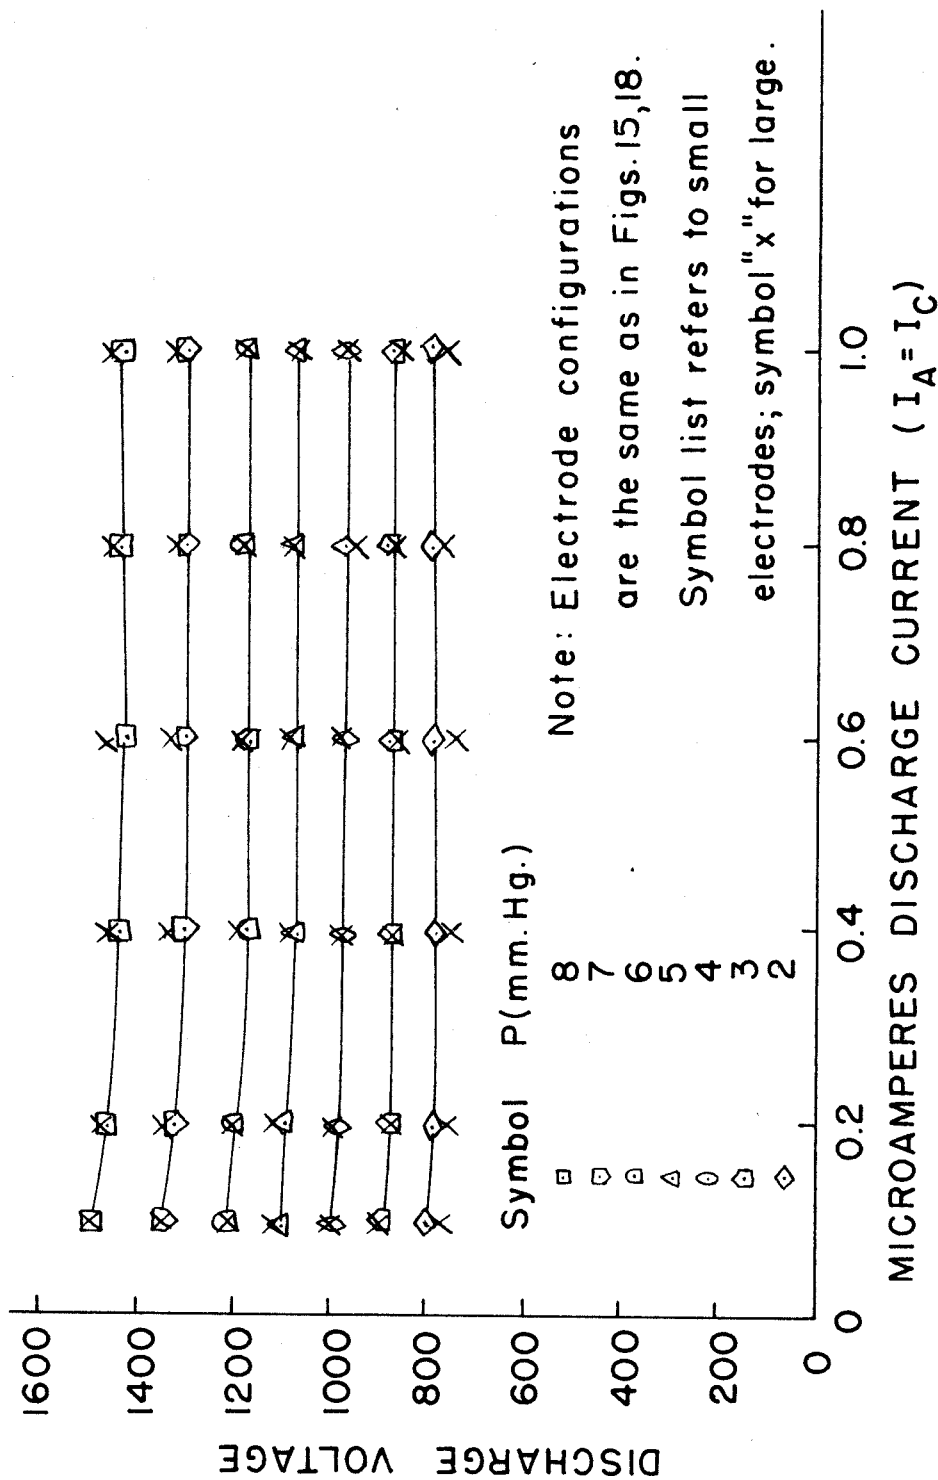 DISCHARGE VOLTAGE
1600
1400
1200
1000
800
600
400
200
0
Symbol P(mm.Hg.)
8
7
6
5
4
3
2
Note: Electrode configurations
are the same as in Figs. 15,18.
Symbol list refers to small
electrodes; symbol "x" for large.
0 0.2 0.4 0.6 0.8 1.0
MICROAMPERES DISCHARGE CURRENT (I_A = I_C)